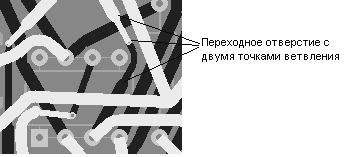 Переходное отверстие с
двумя точками ветвления